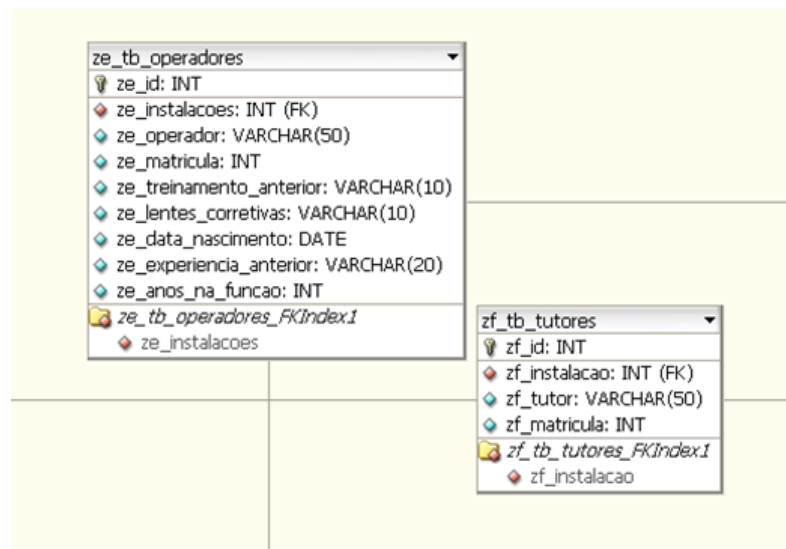 ze_tb_operadores
ze_id: INT
ze_instalacoes: INT (FK)
ze_operador: VARCHAR(50)
ze_matricula: INT
ze_treinamento_anterior: VARCHAR(10)
ze_lentes_corretivas: VARCHAR(10)
ze_data_nascimento: DATE
ze_experiencia_anterior: VARCHAR(20)
ze_anos_na_funcao: INT
ze_tb_operadores_FKIndex1
ze_instalacoes
zf_tb_tutores
zf_id: INT
zf_instalacao: INT (FK)
zf_tutor: VARCHAR(50)
zf_matricula: INT
zf_tb_tutores_FKIndex1
zf_instalacao